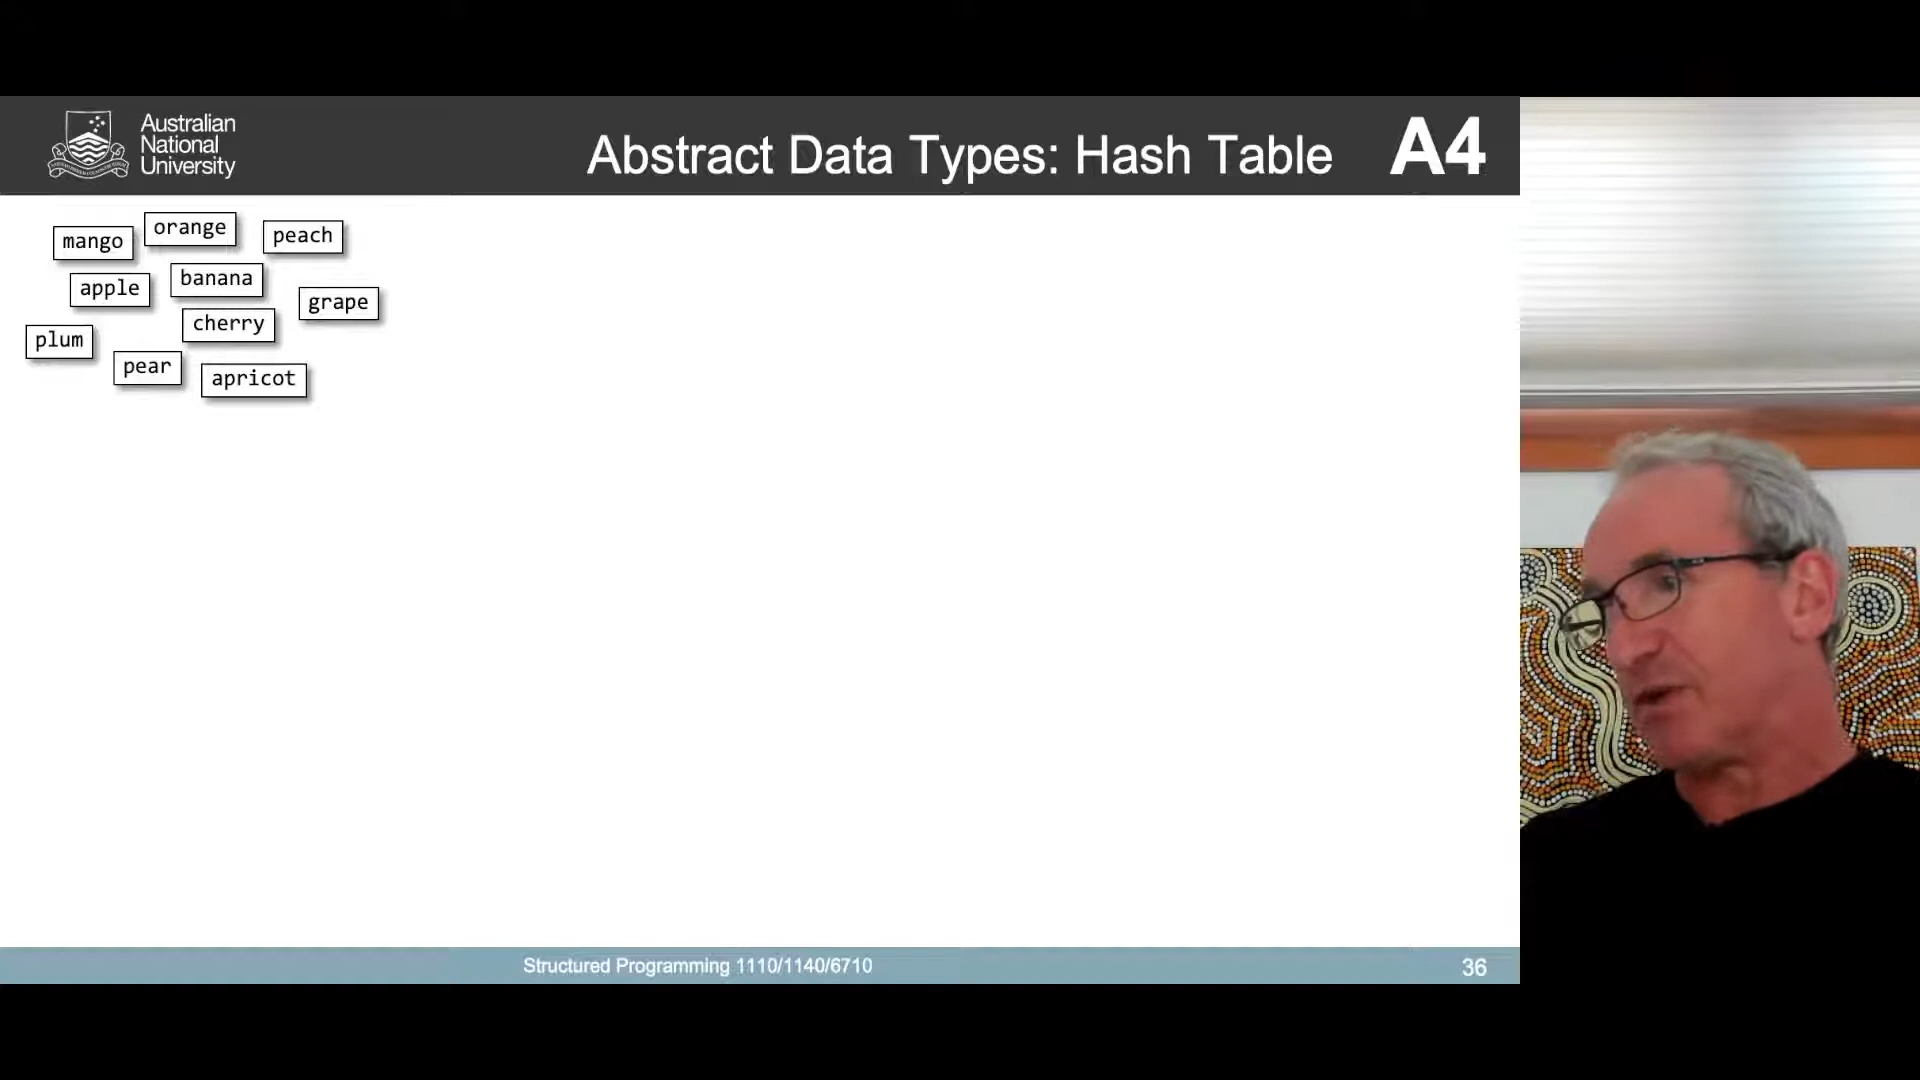 Australian
National
University
Abstract Data Types: Hash Table
A4
mango
orange
peach
apple
banana
grape
cherry
plum
pear
apricot
Structured Programming 1110/1140/6710
36